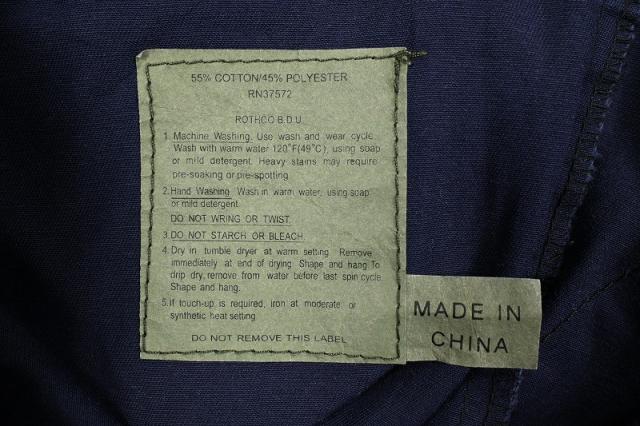 55% COTTON/45% POLYESTER
RN37572
ROTHCO B.D.U.
1. Machine Washing. Use wash and wear cycle.
Wash with warm water 120°F(49°C), using soap
or mild detergent. Heavy stains may require
pre-soaking or pre-spotting.
2. Hand Washing. Wash in warm water, using soap
or mild detergent.
DO NOT WRING OR TWIST.
3. DO NOT STARCH OR BLEACH.
4. Dry in tumble dryer at warm setting. Remove
immediately at end of drying. Shape and hang. To
drip dry, remove from water before last spin cycle.
Shape and hang.
5. If touch-up is required, iron at moderate or
synthetic heat setting.
DO NOT REMOVE THIS LABEL
MADE IN
CHINA